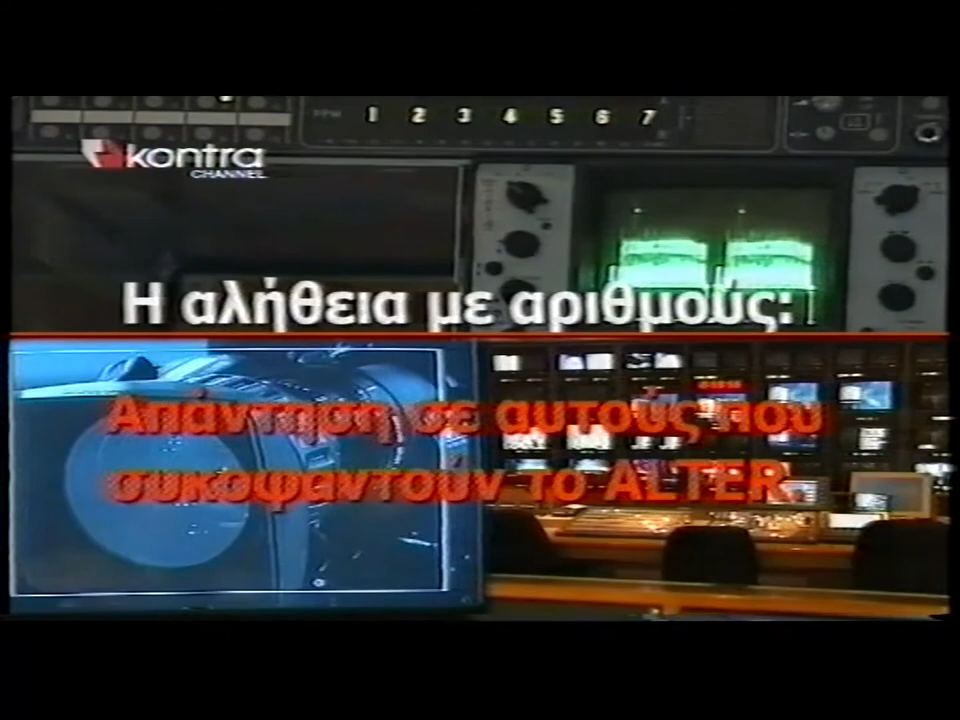 PPM 1 2 3 4 5 6 7
kontra
CHANNEL
Η αλήθεια με αριθμούς:
Απάντηση σε αυτούς που
συκοφαντούν το ALTER